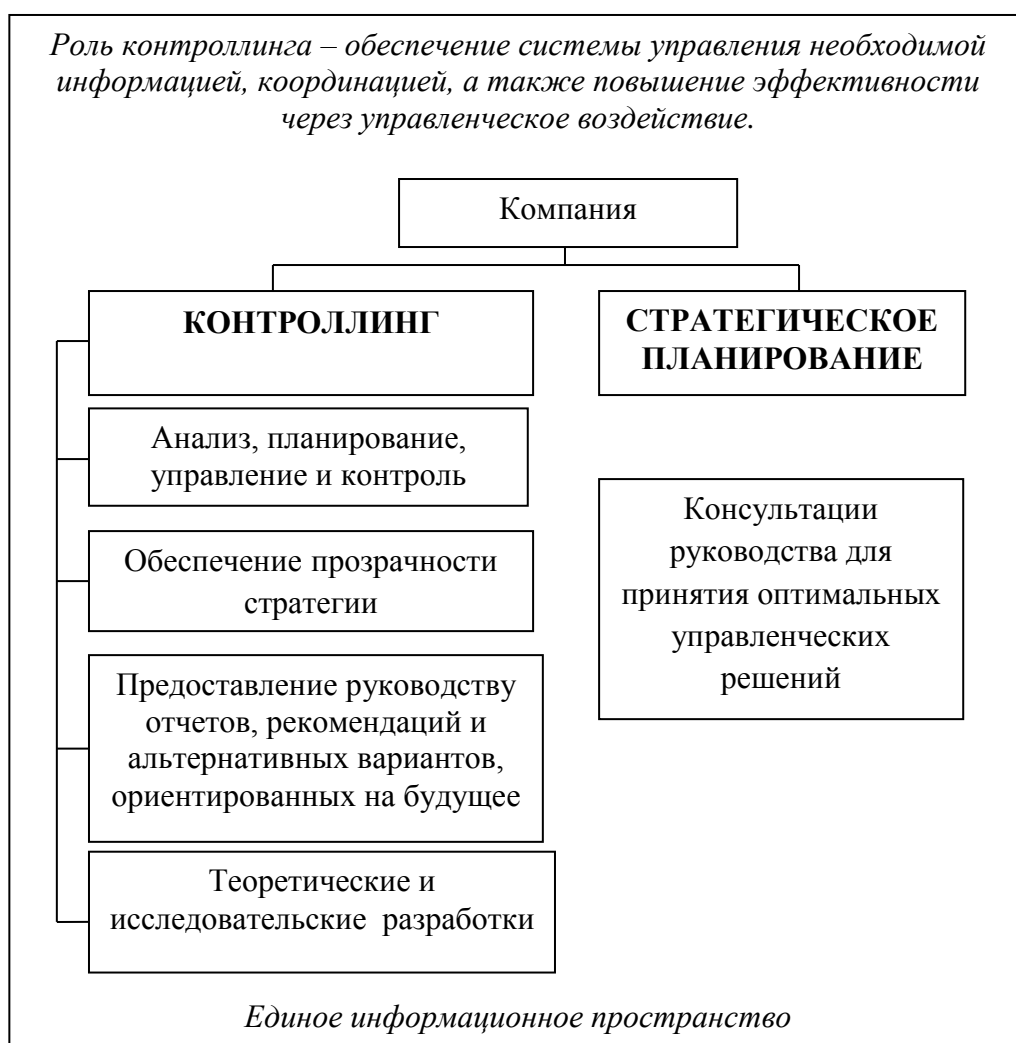 Роль контроллинга – обеспечение системы управления необходимой
информацией, координацией, а также повышение эффективности
через управленческое воздействие.
Компания
КОНТРОЛЛИНГ
СТРАТЕГИЧЕСКОЕ
ПЛАНИРОВАНИЕ
Анализ, планирование,
управление и контроль
Обеспечение прозрачности
стратегии
Предоставление руководству
отчетов, рекомендаций и
альтернативных вариантов,
ориентированных на будущее
Теоретические и
исследовательские разработки
Консультации
руководства для
принятия оптимальных
управленческих
решений
Единое информационное пространство